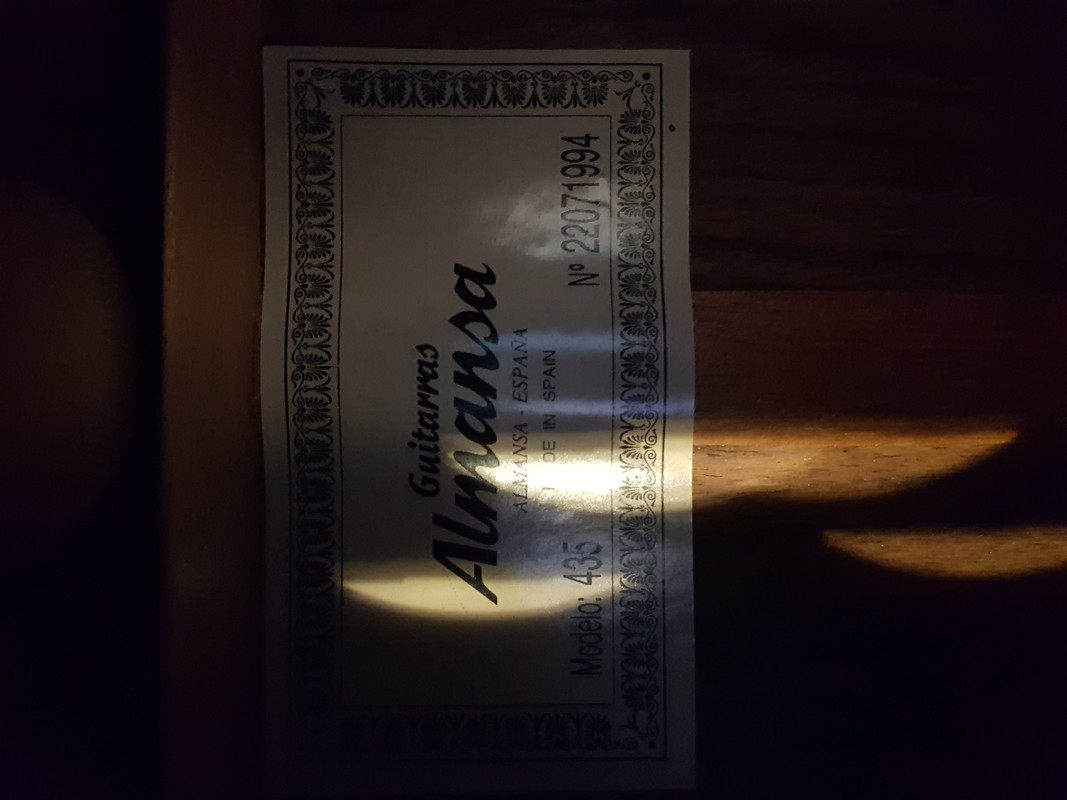 Guitarras
Almansa
ALMANSA - ESPAÑA
IN SPAIN
Modelo: 435 Nº 22071994